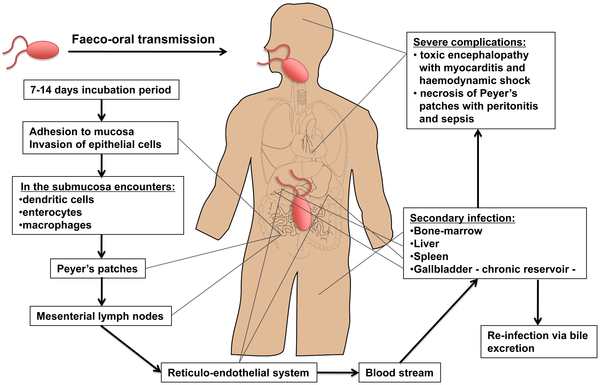 Faeco-oral transmission
7-14 days incubation period
Adhesion to mucosa
Invasion of epithelial cells
In the submucosa encounters:
•dendritic cells
•enterocytes
•macrophages
Peyer's patches
Mesenterial lymph nodes
Reticulo-endothelial system
Blood stream
Secondary infection:
•Bone-marrow
•Liver
•Spleen
•Gallbladder - chronic reservoir -
Re-infection via bile
excretion
Severe complications:
• toxic encephalopathy
with myocarditis and
haemodynamic shock
• necrosis of Peyer's
patches with peritonitis
and sepsis